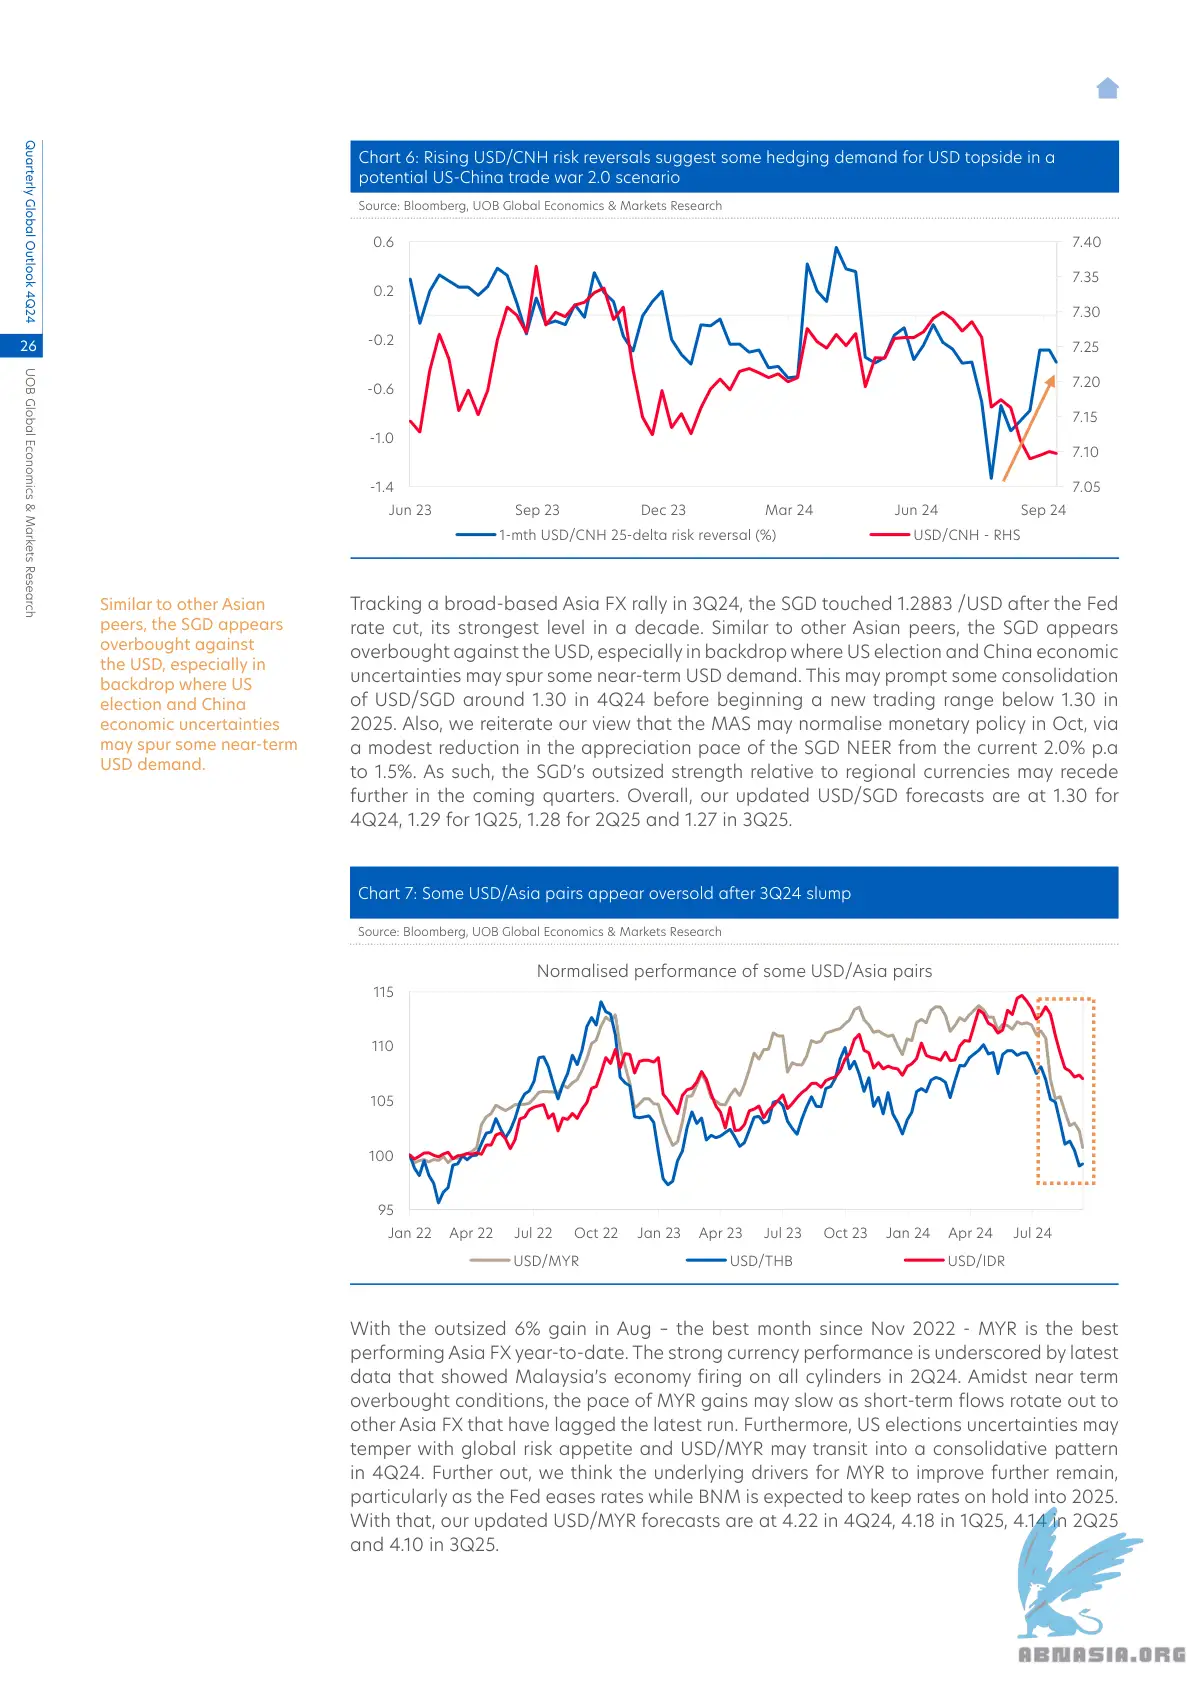 Quarterly Global Outlook 4Q24
26
UOB Global Economics & Markets Research
Chart 6: Rising USD/CNH risk reversals suggest some hedging demand for USD topside in a
potential US-China trade war 2.0 scenario
Source: Bloomberg, UOB Global Economics & Markets Research
0.6
0.2
-0.2
-0.6
-1.0
-1.4
7.40
7.35
7.30
7.25
7.20
7.15
7.10
7.05
Jun 23 Sep 23 Dec 23 Mar 24 Jun 24 Sep 24
1-mth USD/CNH 25-delta risk reversal (%) USD/CNH - RHS
Similar to other Asian
peers, the SGD appears
overbought against
the USD, especially in
backdrop where US
election and China
economic uncertainties
may spur some near-term
USD demand.
Tracking a broad-based Asia FX rally in 3Q24, the SGD touched 1.2883 /USD after the Fed
rate cut, its strongest level in a decade. Similar to other Asian peers, the SGD appears
overbought against the USD, especially in backdrop where US election and China economic
uncertainties may spur some near-term USD demand. This may prompt some consolidation
of USD/SGD around 1.30 in 4Q24 before beginning a new trading range below 1.30 in
2025. Also, we reiterate our view that the MAS may normalise monetary policy in Oct, via
a modest reduction in the appreciation pace of the SGD NEER from the current 2.0% p.a
to 1.5%. As such, the SGD’s outsized strength relative to regional currencies may recede
further in the coming quarters. Overall, our updated USD/SGD forecasts are at 1.30 for
4Q24, 1.29 for 1Q25, 1.28 for 2Q25 and 1.27 in 3Q25.
Chart 7: Some USD/Asia pairs appear oversold after 3Q24 slump
Source: Bloomberg, UOB Global Economics & Markets Research
Normalised performance of some USD/Asia pairs
115
110
105
100
95
Jan 22 Apr 22 Jul 22 Oct 22 Jan 23 Apr 23 Jul 23 Oct 23 Jan 24 Apr 24 Jul 24
USD/MYR USD/THB USD/IDR
With the outsized 6% gain in Aug – the best month since Nov 2022 - MYR is the best
performing Asia FX year-to-date. The strong currency performance is underscored by latest
data that showed Malaysia’s economy firing on all cylinders in 2Q24. Amidst near term
overbought conditions, the pace of MYR gains may slow as short-term flows rotate out to
other Asia FX that have lagged the latest run. Furthermore, US elections uncertainties may
temper with global risk appetite and USD/MYR may transit into a consolidative pattern
in 4Q24. Further out, we think the underlying drivers for MYR to improve further remain,
particularly as the Fed eases rates while BNM is expected to keep rates on hold into 2025.
With that, our updated USD/MYR forecasts are at 4.22 in 4Q24, 4.18 in 1Q25, 4.14 in 2Q25
and 4.10 in 3Q25.
ABNASIA.ORG